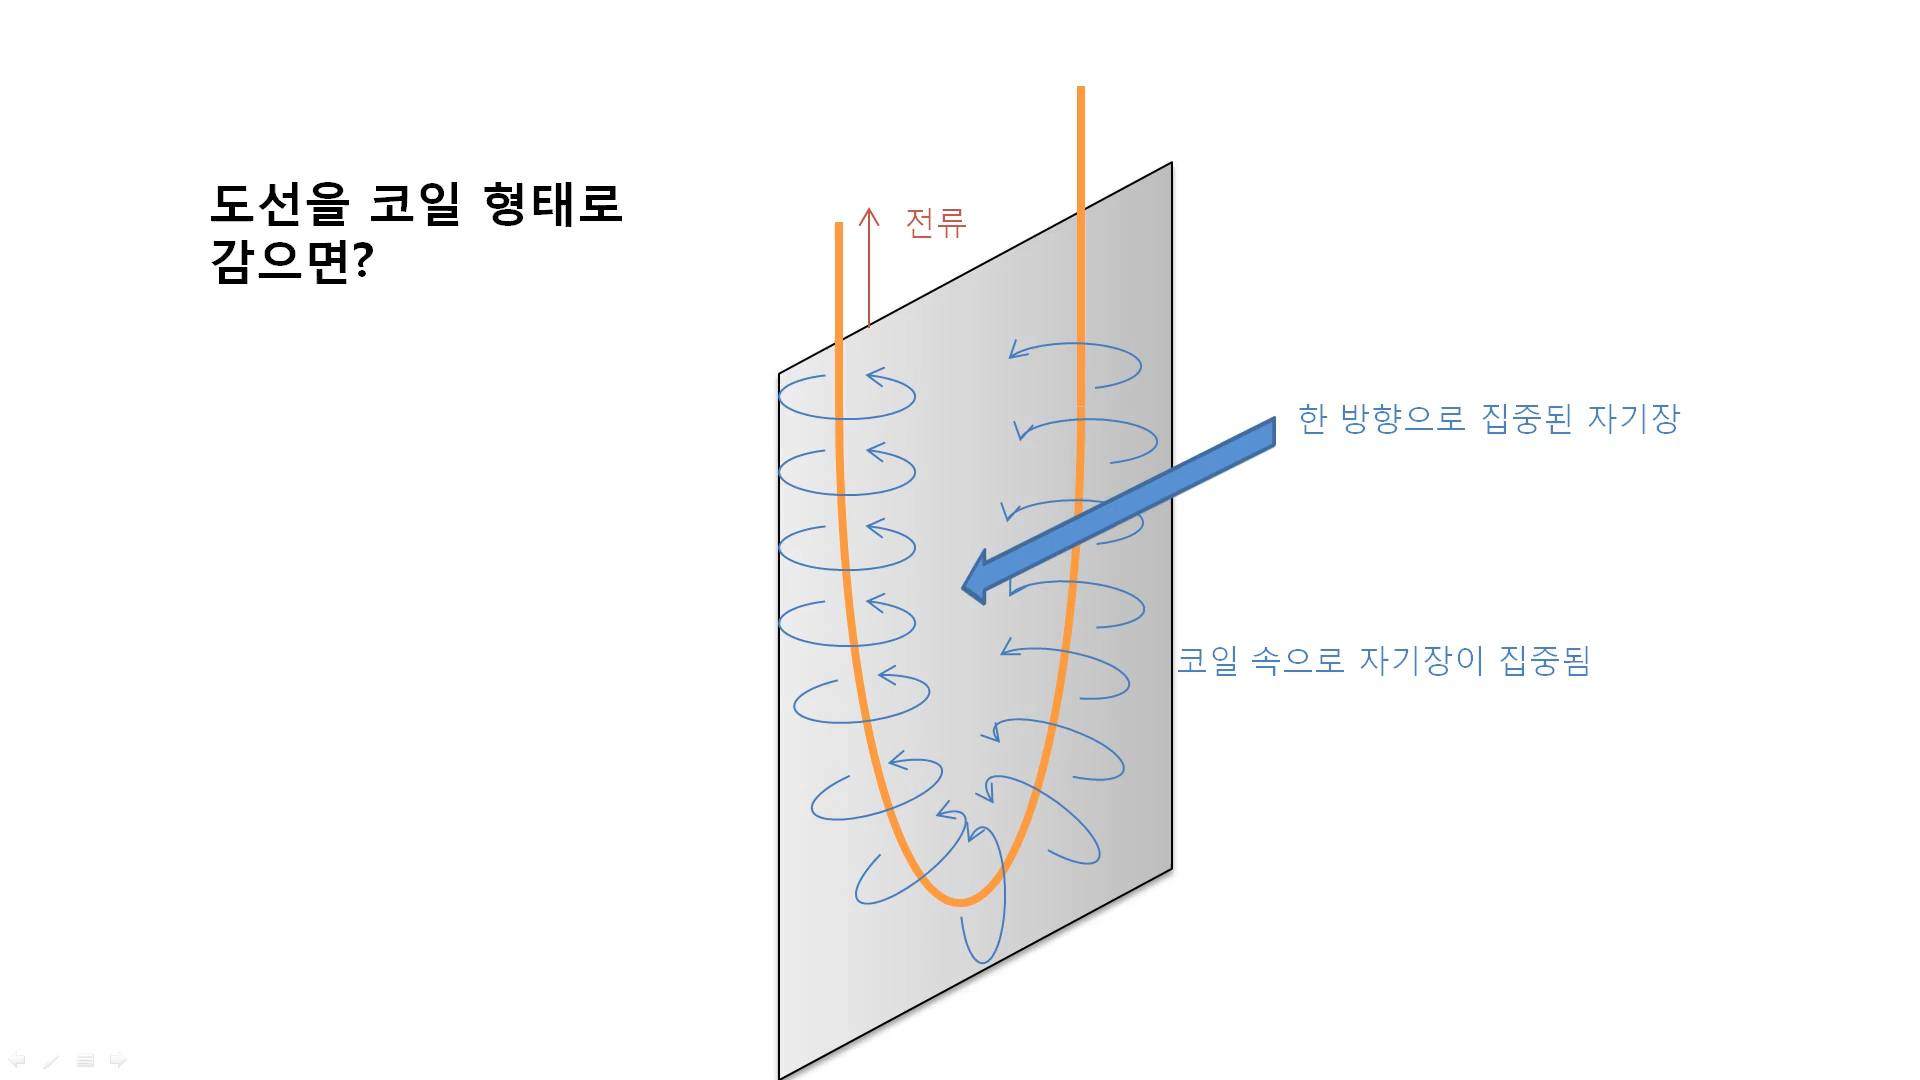 도선을 코일 형태로
감으면?
전류
한 방향으로 집중된 자기장
코일 속으로 자기장이 집중됨